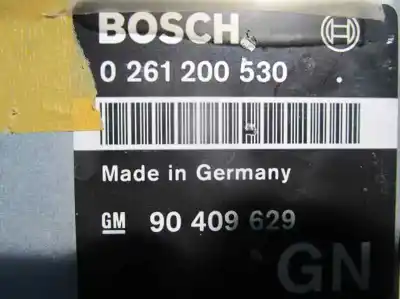 BOSCH
0 261 200 530
Made in Germany
GM 90 409 629
GN